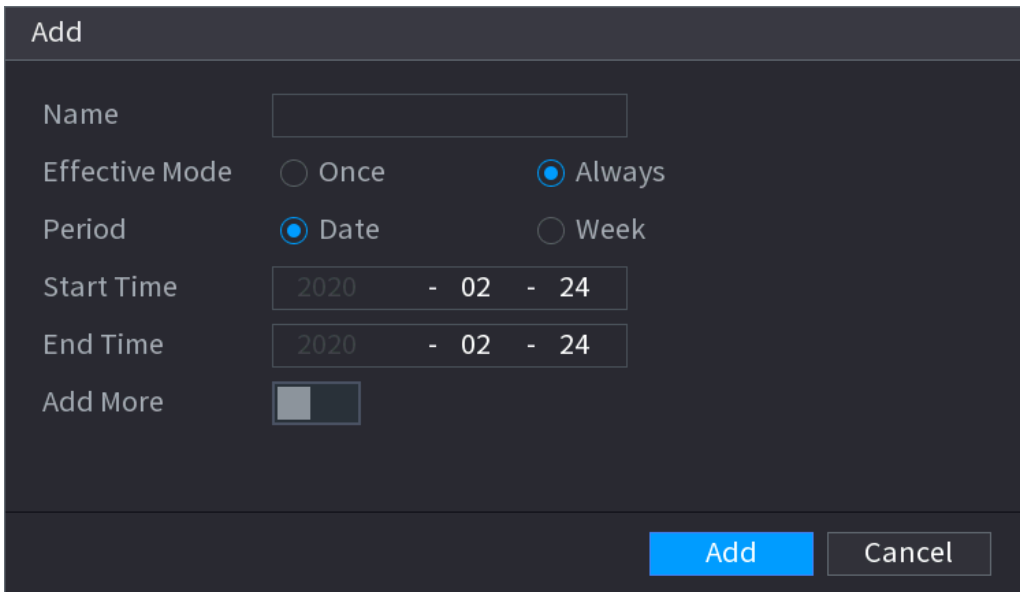 Add
Name
Effective Mode Once Always
Period Date Week
Start Time 2020 - 02 - 24
End Time 2020 - 02 - 24
Add More
Add Cancel